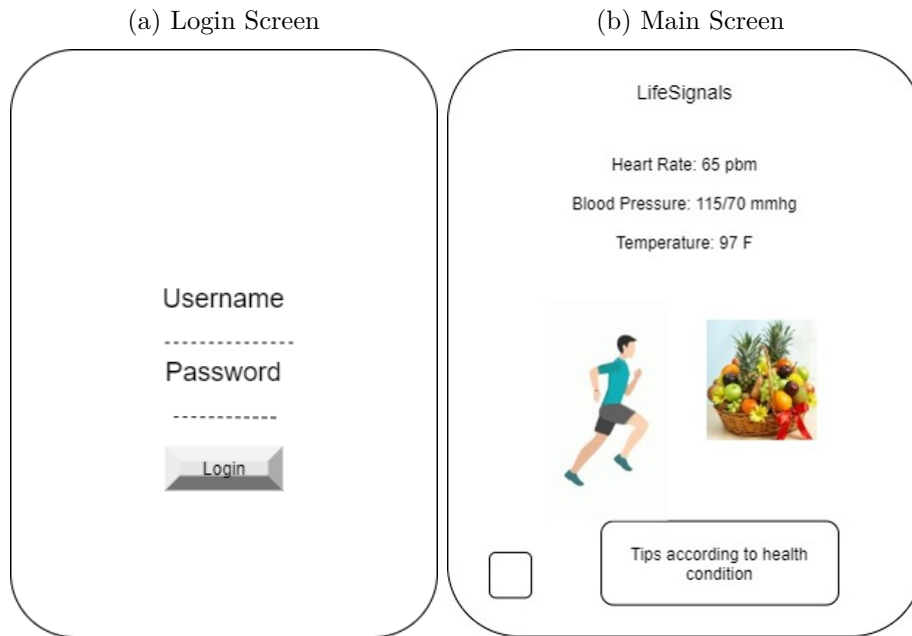 (a) Login Screen
Username
Password
Login
(b) Main Screen
LifeSignals
Heart Rate: 65 pbm
Blood Pressure: 115/70 mmhg
Temperature: 97 F
Tips according to health
condition